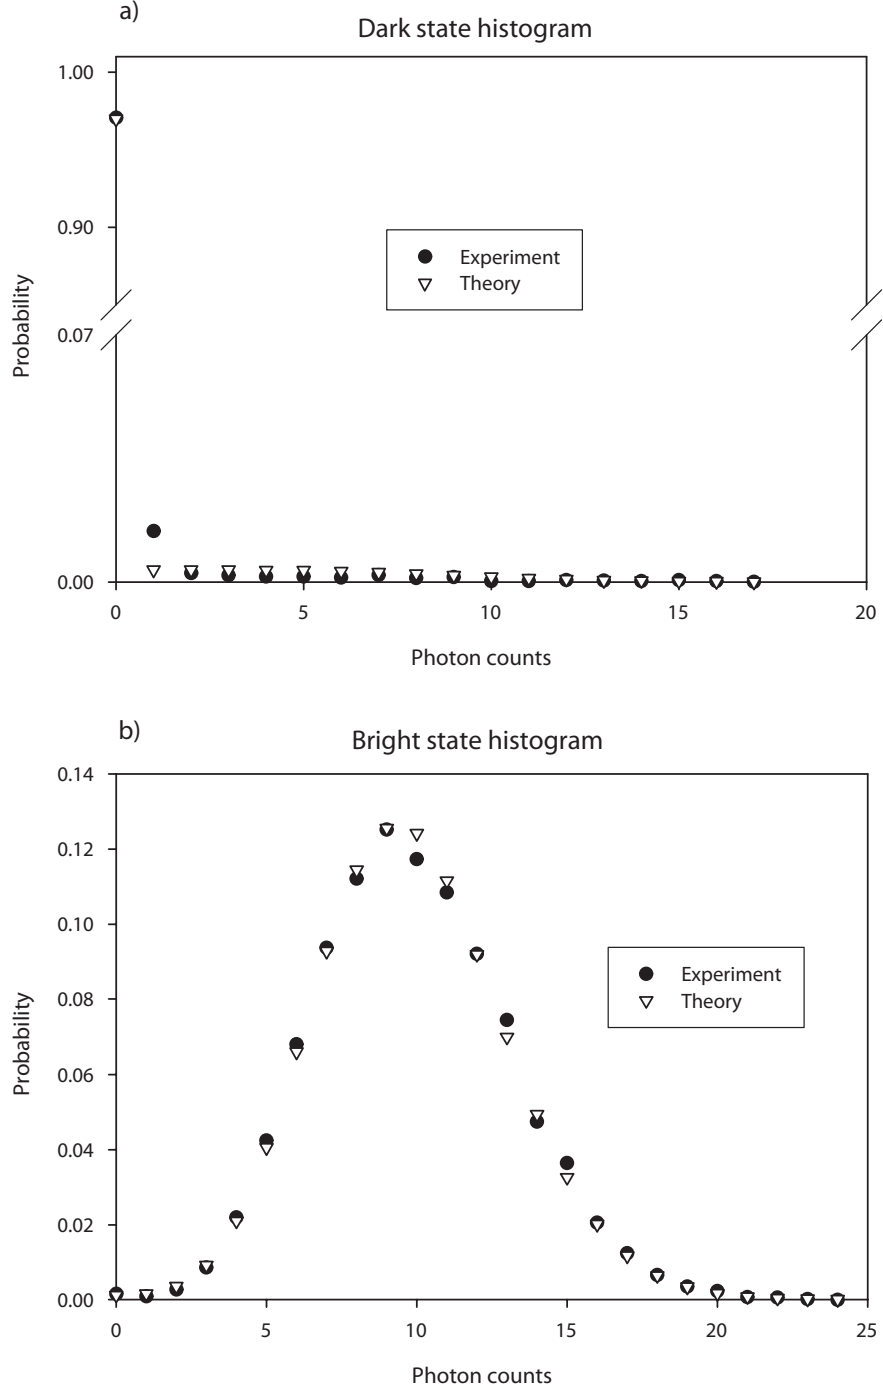 a)
Dark state histogram
1.00
0.90
Experiment
Theory
0.07
Probability
0.00
0 5 10 15 20
Photon counts
b)
Bright state histogram
0.14
0.12
0.10
0.08
Experiment
Theory
0.06
Probability
0.04
0.02
0.00
0 5 10 15 20 25
Photon counts